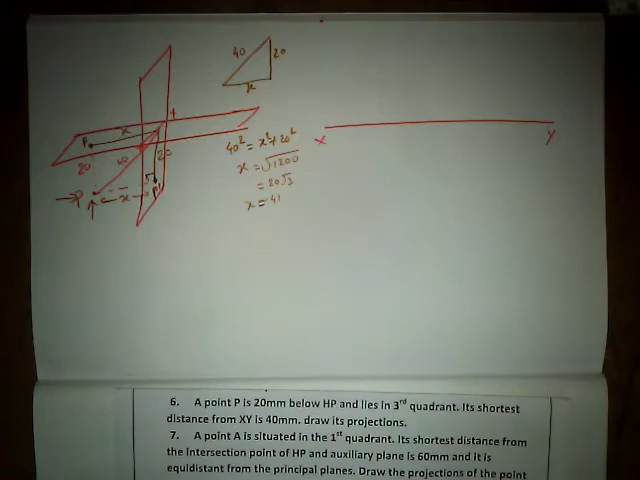 40 20
x
x
20
40
20
x
P
40² = x² + 20²
x = √1200
= 20√3
x = 41
X Y
6. A point P is 20mm below HP and lies in 3rd quadrant. Its shortest
distance from XY is 40mm. draw its projections.
7. A point A is situated in the 1st quadrant. Its shortest distance from
the intersection point of HP and auxiliary plane is 60mm and it is
equidistant from the principal planes. Draw the projections of the point